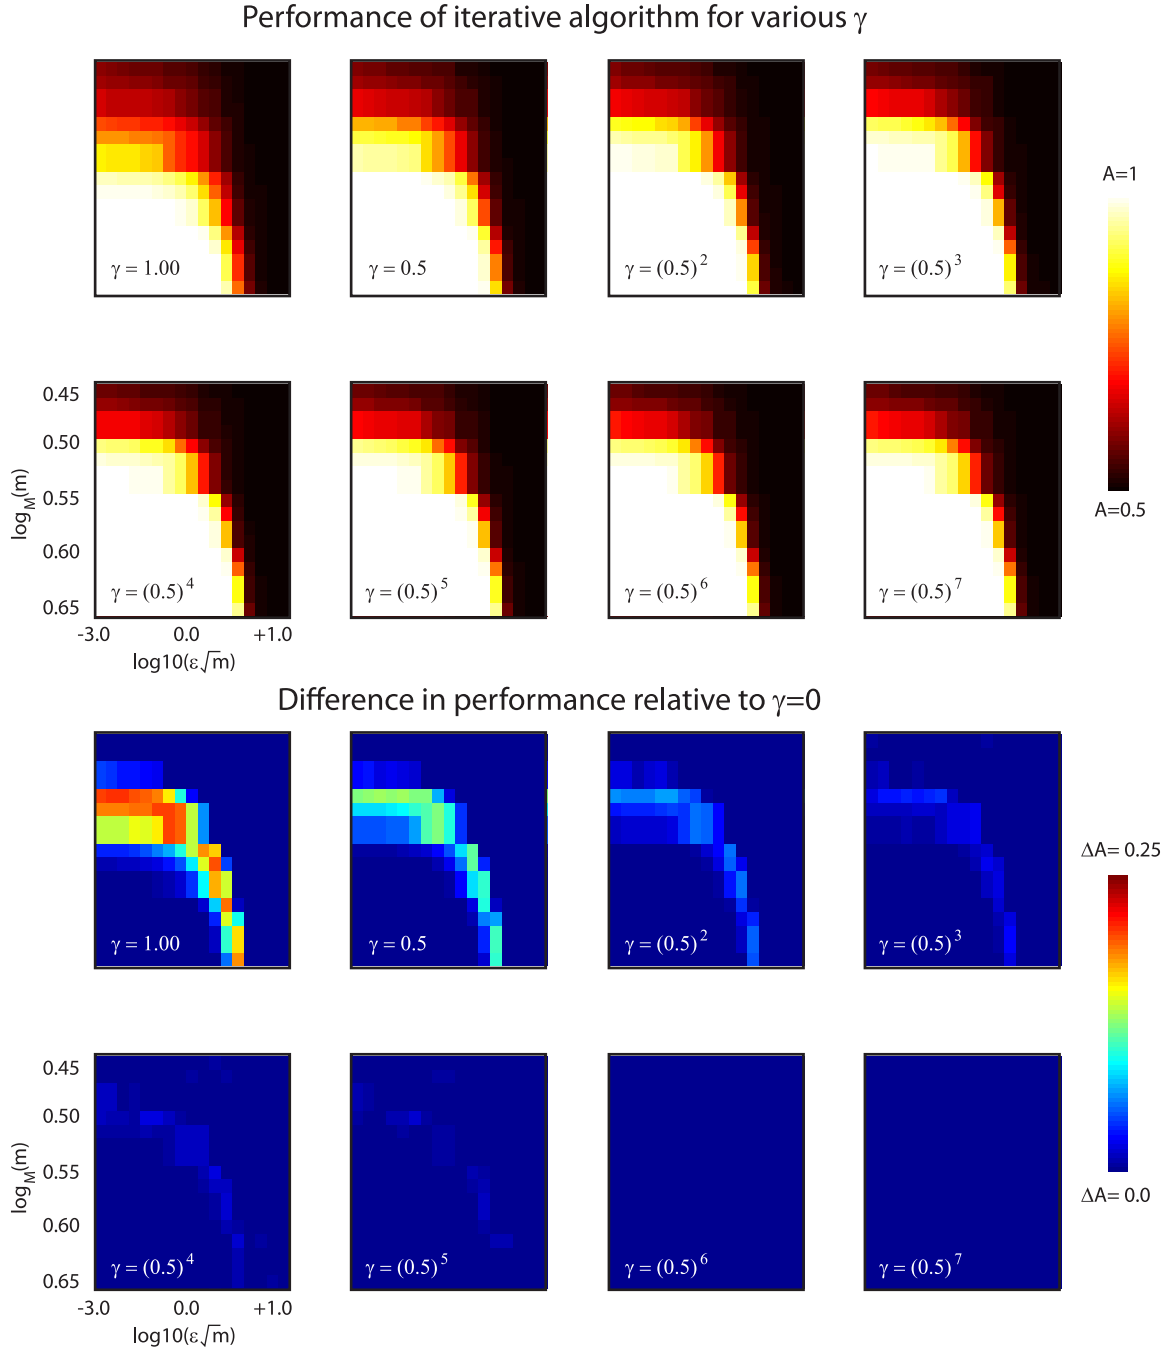 Performance of iterative algorithm for various γ
γ = 1.00
γ = 0.5
γ = (0.5)^2
γ = (0.5)^3
A=1
A=0.5
0.45
0.50
0.55
0.60
0.65
log_M(m)
γ = (0.5)^4
γ = (0.5)^5
γ = (0.5)^6
γ = (0.5)^7
-3.0 0.0 +1.0
log10(ε√m)
Difference in performance relative to γ=0
γ = 1.00
γ = 0.5
γ = (0.5)^2
γ = (0.5)^3
ΔA= 0.25
ΔA= 0.0
0.45
0.50
0.55
0.60
0.65
log_M(m)
γ = (0.5)^4
γ = (0.5)^5
γ = (0.5)^6
γ = (0.5)^7
-3.0 0.0 +1.0
log10(ε√m)